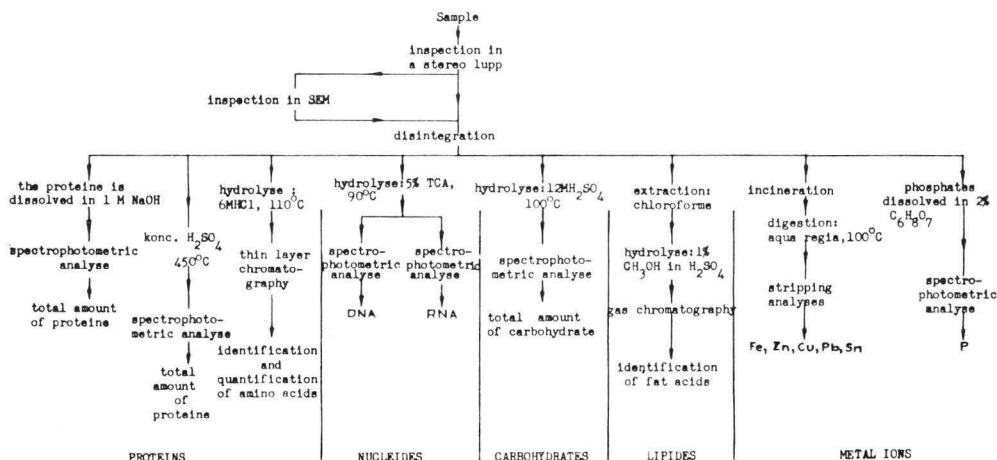 Sample
inspection in
a stereo lupp
inspection in SEM
disintegration
the proteine is
dissolved in 1 M NaOH
spectrophotometric
analyse
total amount
of proteine
konc. H2SO4
450°C
spectrophoto-
metric analyse
total
amount
of
proteine
hydrolyse :
6MHCl, 110°C
thin layer
chromato-
graphy
identification
and
quantification
of amino acids
hydrolyse:5% TCA,
90°C
spectro-
photometric
analyse
DNA
spectro-
photometric
analyse
RNA
hydrolyse:12MH2SO4
100°C
spectrophoto-
metric analyse
total amount
of carbohydrate
extraction:
chloroforme
hydrolyse:1%
CH3OH in H2SO4
gas chromatography
identification
of fat acids
incineration
digestion:
aqua regia,100°C
stripping
analyses
Fe, Zn, Cu, Pb, Sn
phosphates
dissolved in 2%
C6H8O7
spectro-
photometric
analyse
P
PROTEINS
NUCLEIDES
CARBOHYDRATES
LIPIDES
METAL IONS